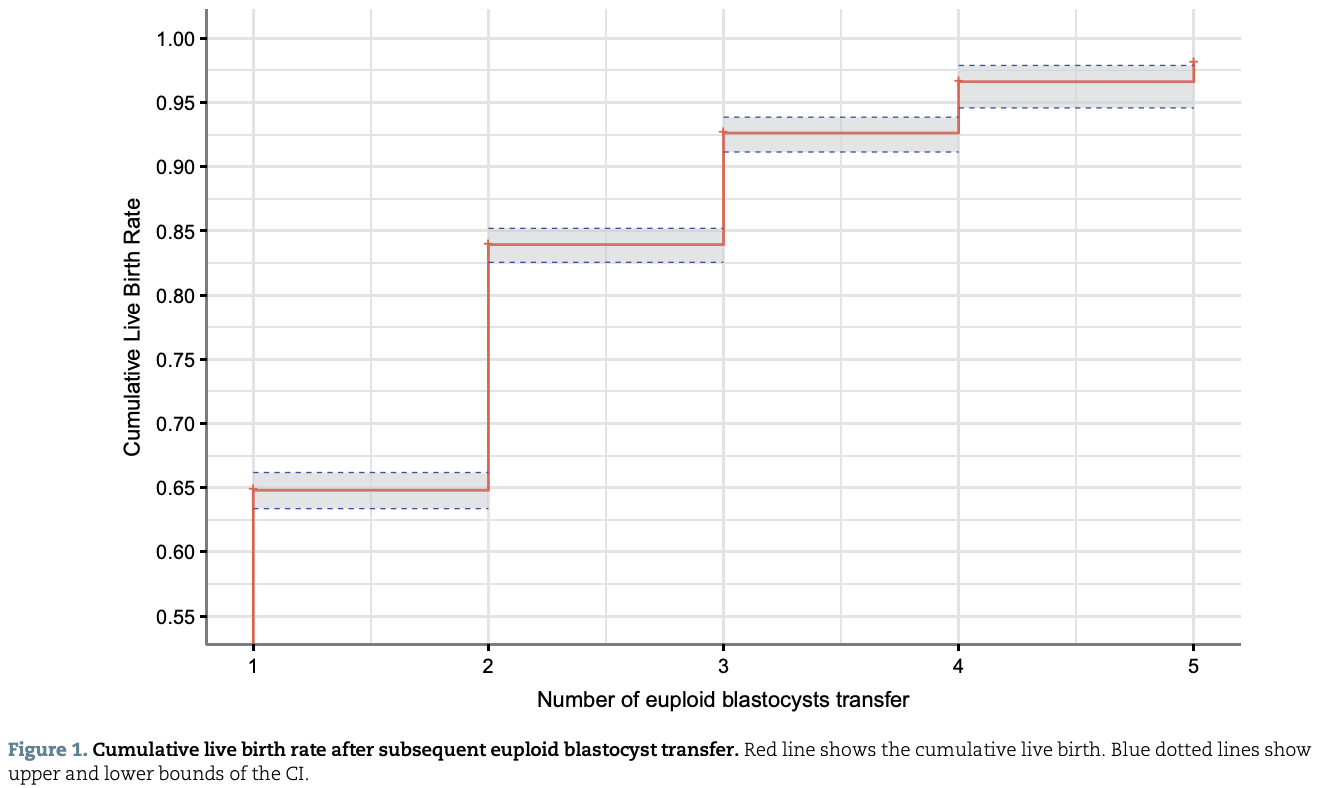 1.00
0.95
0.90
0.85
0.80
0.75
0.70
0.65
0.60
0.55
Cumulative Live Birth Rate
1 2 3 4 5
Number of euploid blastocysts transfer
Figure 1. Cumulative live birth rate after subsequent euploid blastocyst transfer. Red line shows the cumulative live birth. Blue dotted lines show
upper and lower bounds of the CI.